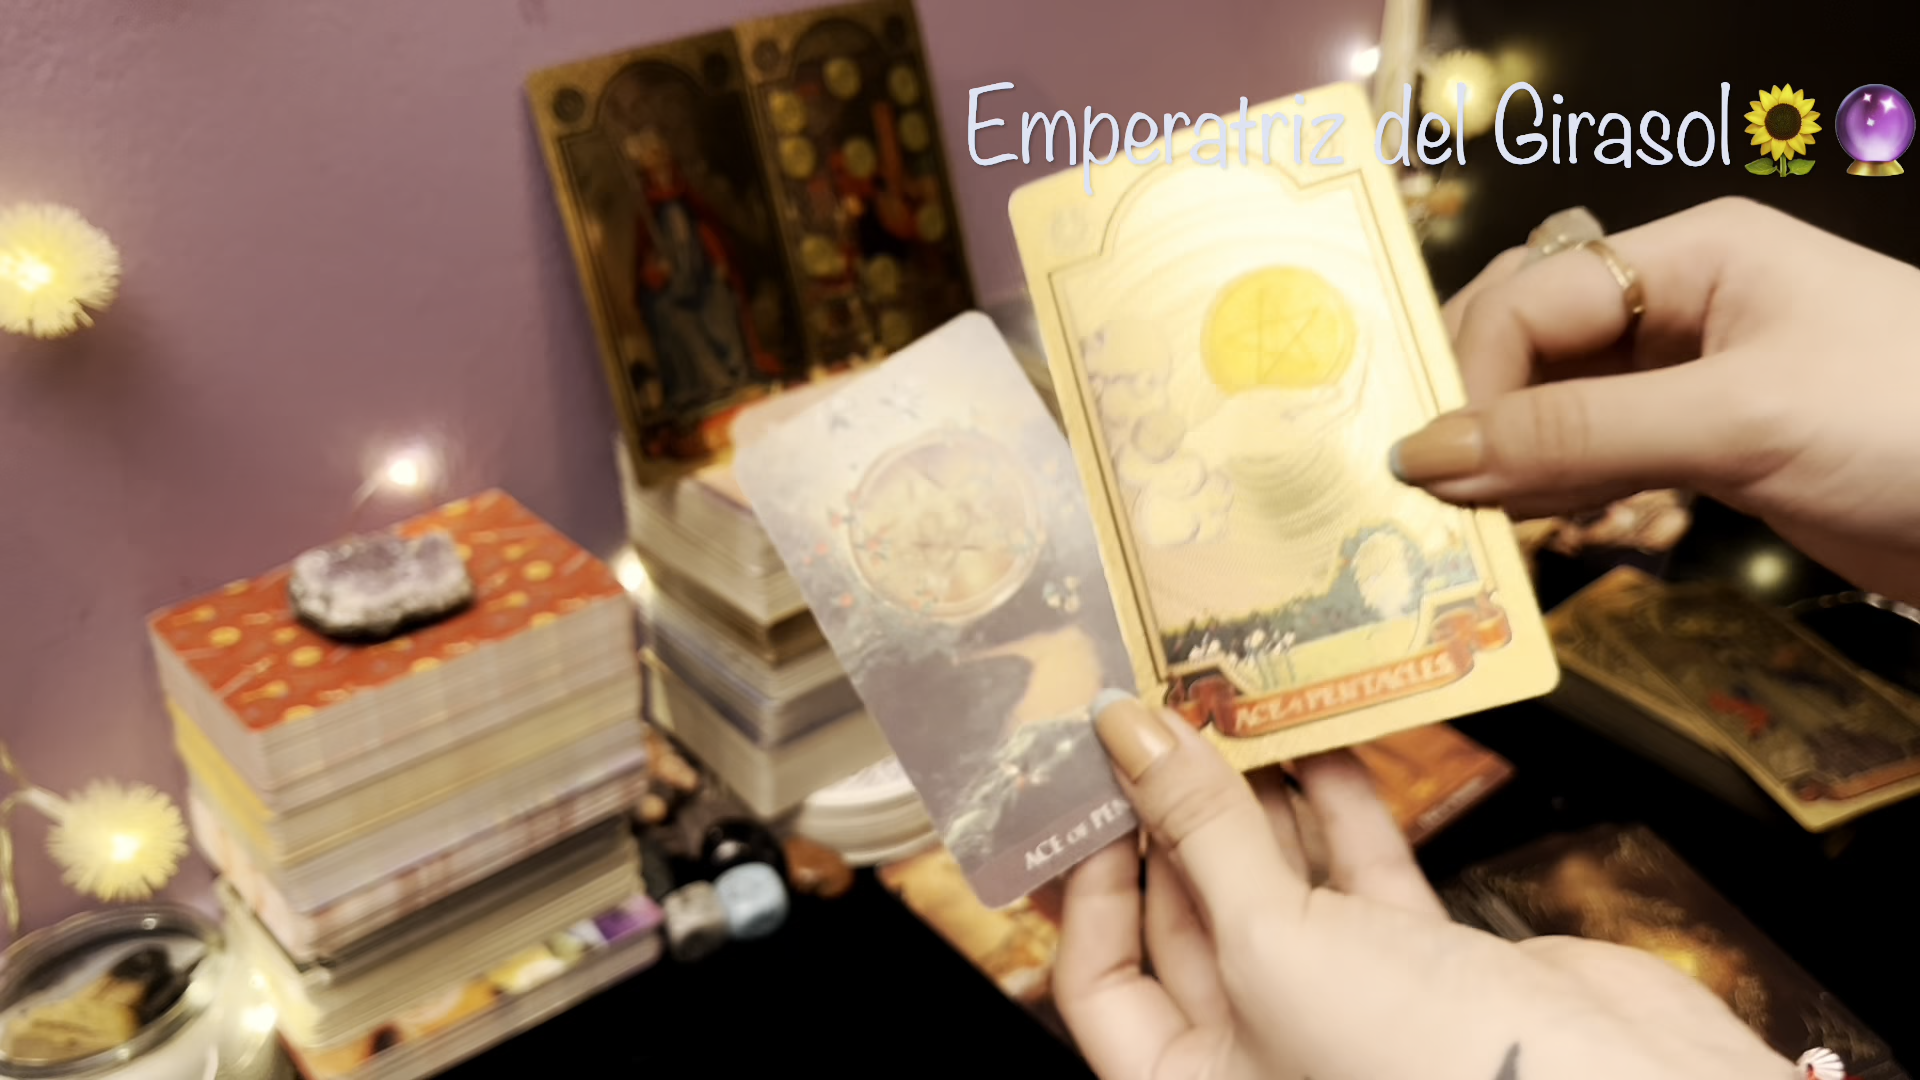 Emperatriz del Girasol🌻🔮
ACE of PENTACLES
ACE OF PEN